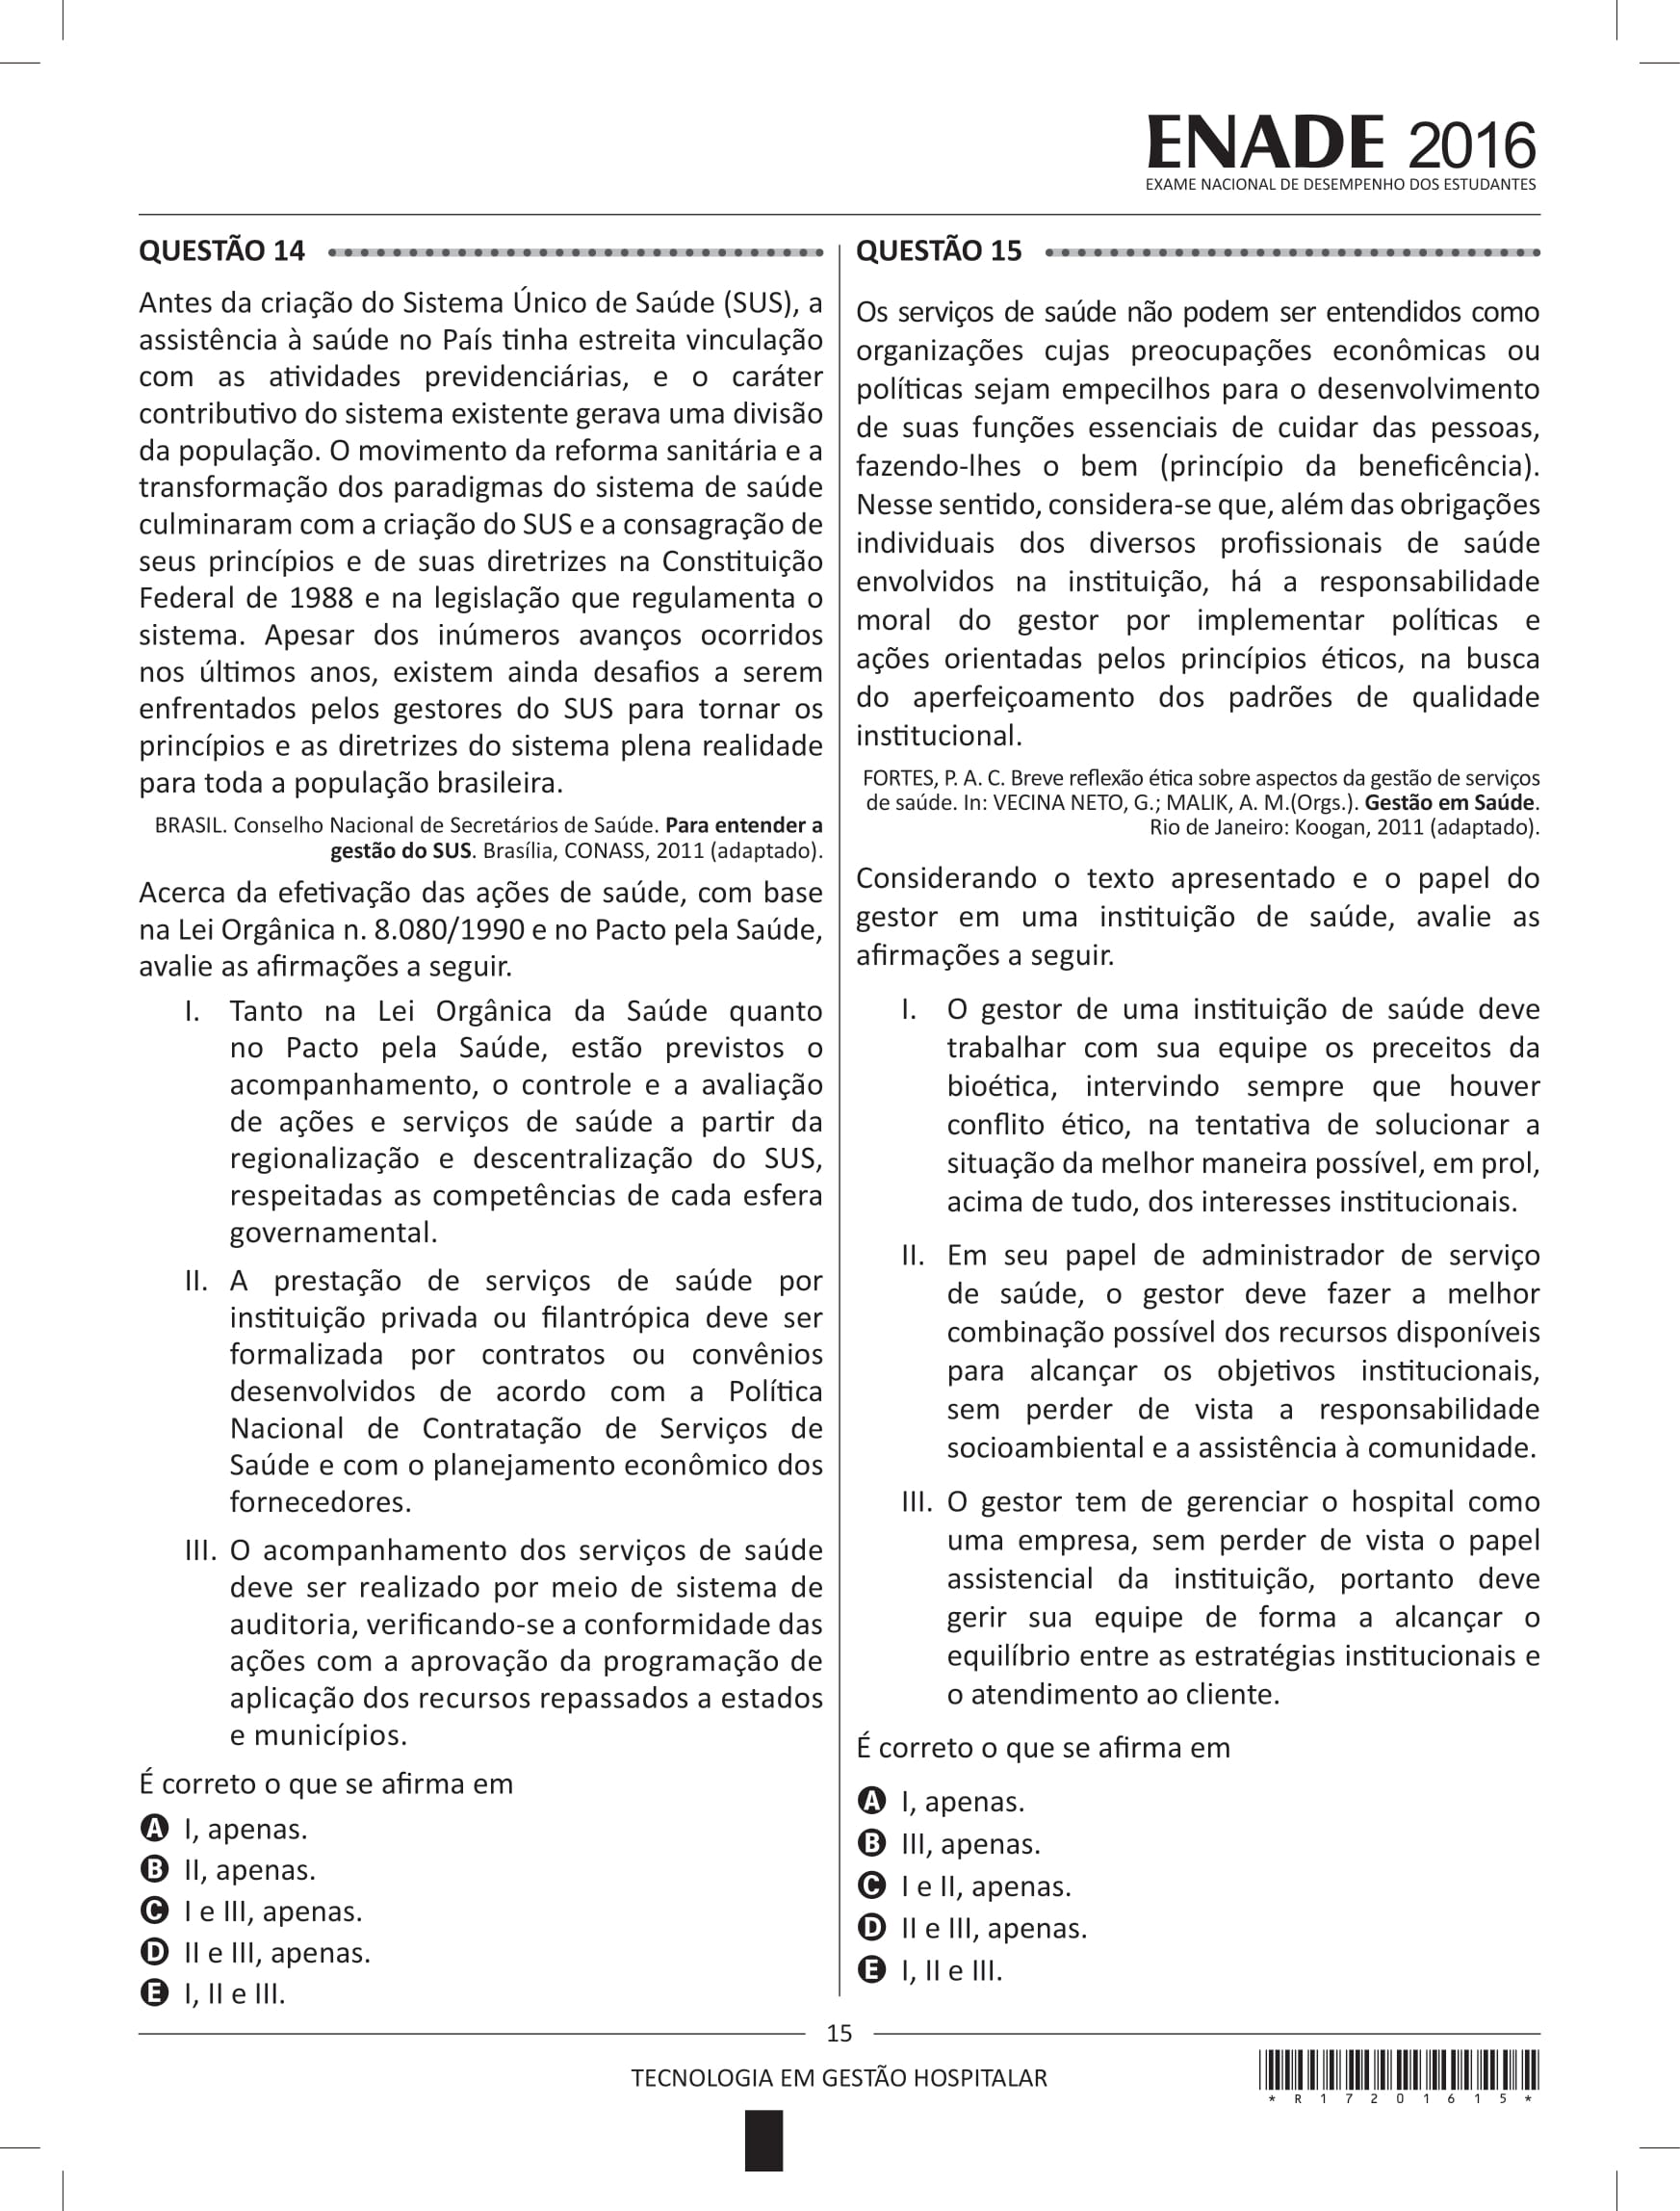 ENADE 2016
EXAME NACIONAL DE DESEMPENHO DOS ESTUDANTES
QUESTÃO 14
Antes da criação do Sistema Único de Saúde (SUS), a
assistência à saúde no País tinha estreita vinculação
com as atividades previdenciárias, e o caráter
contributivo do sistema existente gerava uma divisão
da população. O movimento da reforma sanitária e a
transformação dos paradigmas do sistema de saúde
culminaram com a criação do SUS e a consagração de
seus princípios e de suas diretrizes na Constituição
Federal de 1988 e na legislação que regulamenta o
sistema. Apesar dos inúmeros avanços ocorridos
nos últimos anos, existem ainda desafios a serem
enfrentados pelos gestores do SUS para tornar os
princípios e as diretrizes do sistema plena realidade
para toda a população brasileira.
BRASIL. Conselho Nacional de Secretários de Saúde. Para entender a
gestão do SUS. Brasília, CONASS, 2011 (adaptado).
Acerca da efetivação das ações de saúde, com base
na Lei Orgânica n. 8.080/1990 e no Pacto pela Saúde,
avalie as afirmações a seguir.
I. Tanto na Lei Orgânica da Saúde quanto
no Pacto pela Saúde, estão previstos o
acompanhamento, o controle e a avaliação
de ações e serviços de saúde a partir da
regionalização e descentralização do SUS,
respeitadas as competências de cada esfera
governamental.
II. A prestação de serviços de saúde por
instituição privada ou filantrópica deve ser
formalizada por contratos ou convênios
desenvolvidos de acordo com a Política
Nacional de Contratação de Serviços de
Saúde e com o planejamento econômico dos
fornecedores.
III. O acompanhamento dos serviços de saúde
deve ser realizado por meio de sistema de
auditoria, verificando-se a conformidade das
ações com a aprovação da programação de
aplicação dos recursos repassados a estados
e municípios.
É correto o que se afirma em
A I, apenas.
B II, apenas.
C I e III, apenas.
D II e III, apenas.
E I, II e III.
QUESTÃO 15
Os serviços de saúde não podem ser entendidos como
organizações cujas preocupações econômicas ou
políticas sejam empecilhos para o desenvolvimento
de suas funções essenciais de cuidar das pessoas,
fazendo-lhes o bem (princípio da beneficência).
Nesse sentido, considera-se que, além das obrigações
individuais dos diversos profissionais de saúde
envolvidos na instituição, há a responsabilidade
moral do gestor por implementar políticas e
ações orientadas pelos princípios éticos, na busca
do aperfeiçoamento dos padrões de qualidade
institucional.
FORTES, P. A. C. Breve reflexão ética sobre aspectos da gestão de serviços
de saúde. In: VECINA NETO, G.; MALIK, A. M.(Orgs.). Gestão em Saúde.
Rio de Janeiro: Koogan, 2011 (adaptado).
Considerando o texto apresentado e o papel do
gestor em uma instituição de saúde, avalie as
afirmações a seguir.
I. O gestor de uma instituição de saúde deve
trabalhar com sua equipe os preceitos da
bioética, intervindo sempre que houver
conflito ético, na tentativa de solucionar a
situação da melhor maneira possível, em prol,
acima de tudo, dos interesses institucionais.
II. Em seu papel de administrador de serviço
de saúde, o gestor deve fazer a melhor
combinação possível dos recursos disponíveis
para alcançar os objetivos institucionais,
sem perder de vista a responsabilidade
socioambiental e a assistência à comunidade.
III. O gestor tem de gerenciar o hospital como
uma empresa, sem perder de vista o papel
assistencial da instituição, portanto deve
gerir sua equipe de forma a alcançar o
equilíbrio entre as estratégias institucionais e
o atendimento ao cliente.
É correto o que se afirma em
A I, apenas.
B III, apenas.
C I e II, apenas.
D II e III, apenas.
E I, II e III.
15
TECNOLOGIA EM GESTÃO HOSPITALAR
* R 1 7 2 0 1 6 1 5 *